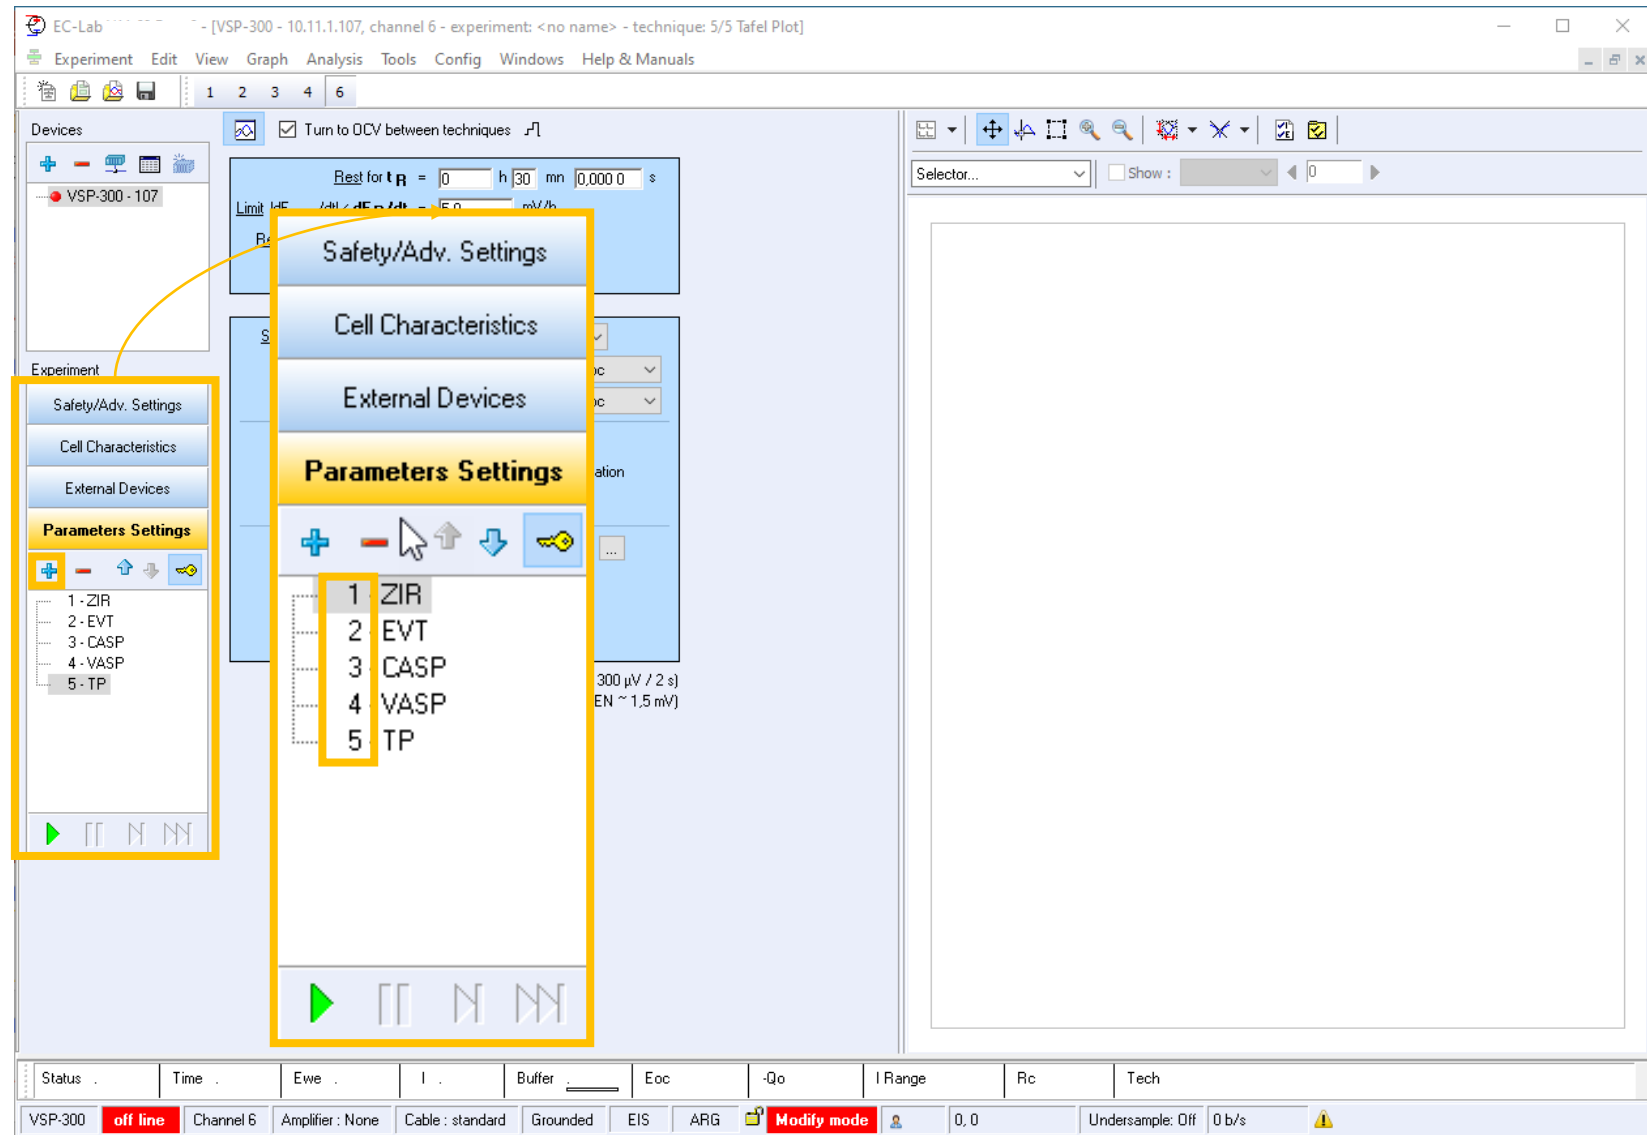 EC-Lab - [VSP-300 - 10.11.1.107, channel 6 - experiment: <no name> - technique: 5/5 Tafel Plot]
Experiment Edit View Graph Analysis Tools Config Windows Help & Manuals
1 2 3 4 6
Devices
Turn to OCV between techniques
VSP-300 - 107
Rest for t R = 0 h 30 mn 0,000 0 s
Limit
mV/h
Selector...
Show :
0
Experiment
Safety/Adv. Settings
Cell Characteristics
External Devices
Parameters Settings
1 - ZIR
2 - EVT
3 - CASP
4 - VASP
5 - TP
Safety/Adv. Settings
Cell Characteristics
External Devices
Parameters Settings
1 - ZIR
2 - EVT
3 - CASP
4 - VASP
5 - TP
...
300 µV / 2 s)
EN ~ 1,5 mV)
Status . Time . Ewe . I . Buffer . Eoc -Qo I Range Rc Tech
VSP-300 off line Channel 6 Amplifier : None Cable : standard Grounded EIS ARG Modify mode 0, 0 Undersample: Off 0 b/s